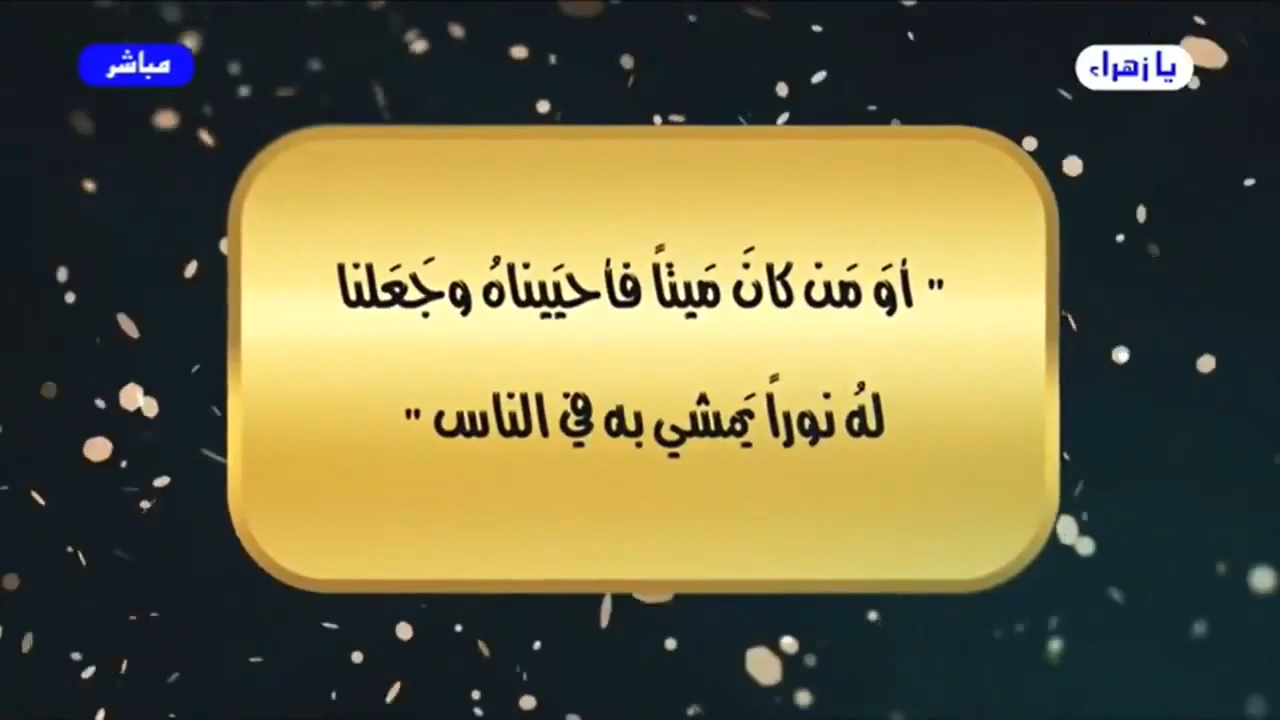 يا زهراء
مباشر
" أوَ مَن كانَ مَيتاً فأحيَيناهُ وجَعَلنا
لهُ نوراً يَمشي به في الناس "